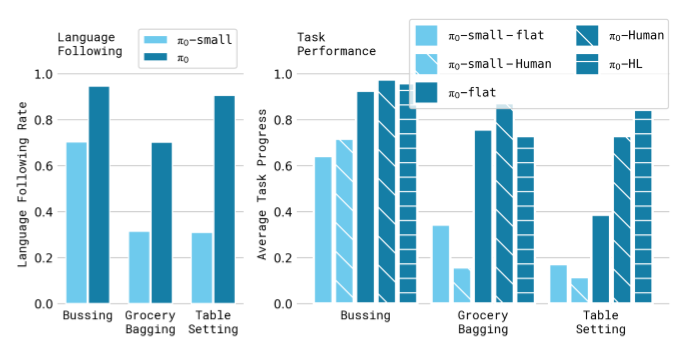 Language
Following
π₀-small
π₀
Language Following Rate
1.0
0.8
0.6
0.4
0.2
0.0
Bussing
Grocery
Bagging
Table
Setting
Task
Performance
π₀-small-flat
π₀-small-Human
π₀-flat
π₀-Human
π₀-HL
Average Task Progress
1.0
0.8
0.6
0.4
0.2
0.0
Bussing
Grocery
Bagging
Table
Setting